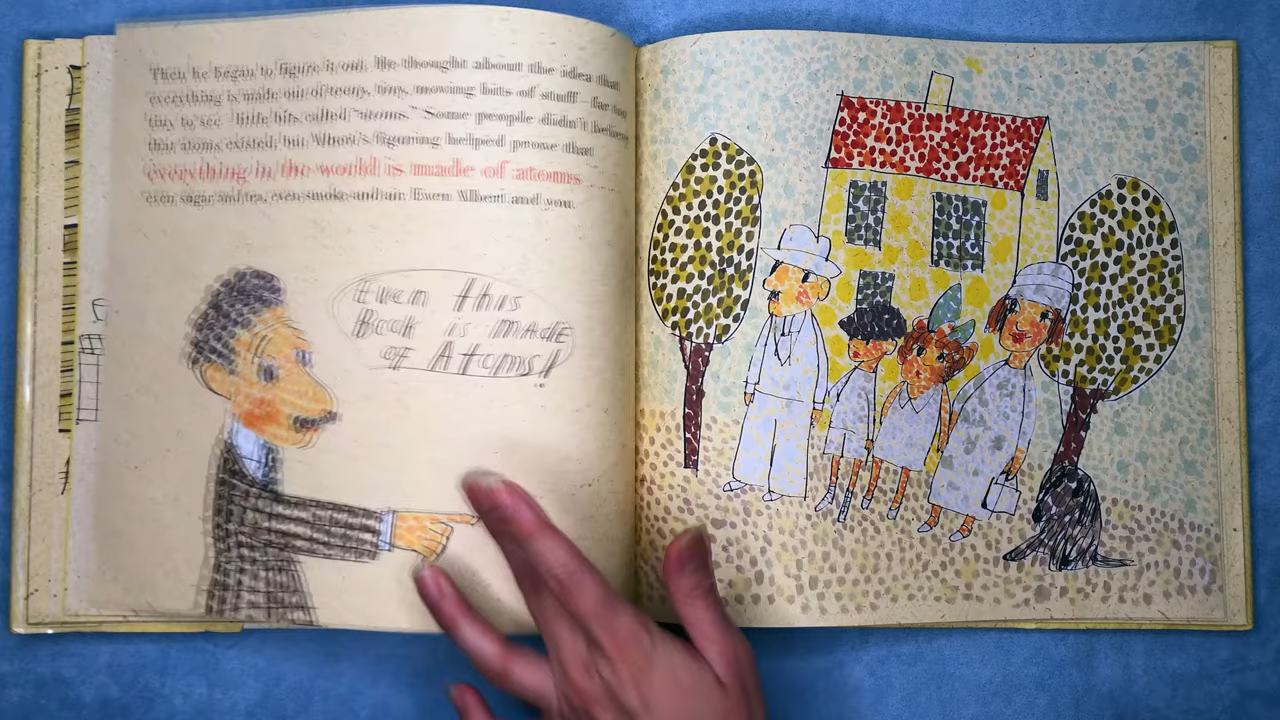 Then he began to figure it out. He thought about the idea that
everything is made out of teeny, tiny, moving bits of stuff—far too
tiny to see—little bits called "atoms." Some people didn't believe
that atoms existed, but Albert's figuring helped prove that
everything in the world is made of atoms
even sugar and tea, even smoke and air. Even Albert and you.
Even this
Book is MADE
OF Atoms!